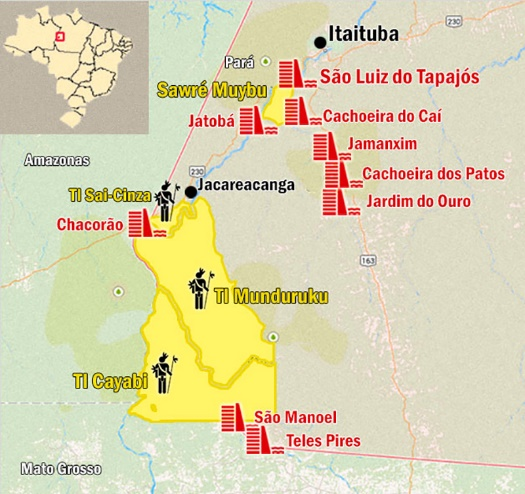 230
Itaituba
Pará
São Luiz do Tapajós
Sawré Muybu
Cachoeira do Caí
Jatobá
Jamanxim
Amazonas
230
Cachoeira dos Patos
TI Sai-Cinza
Jacareacanga
Jardim do Ouro
Chacorão
163
TI Munduruku
TI Cayabi
São Manoel
Teles Pires
Mato Grosso